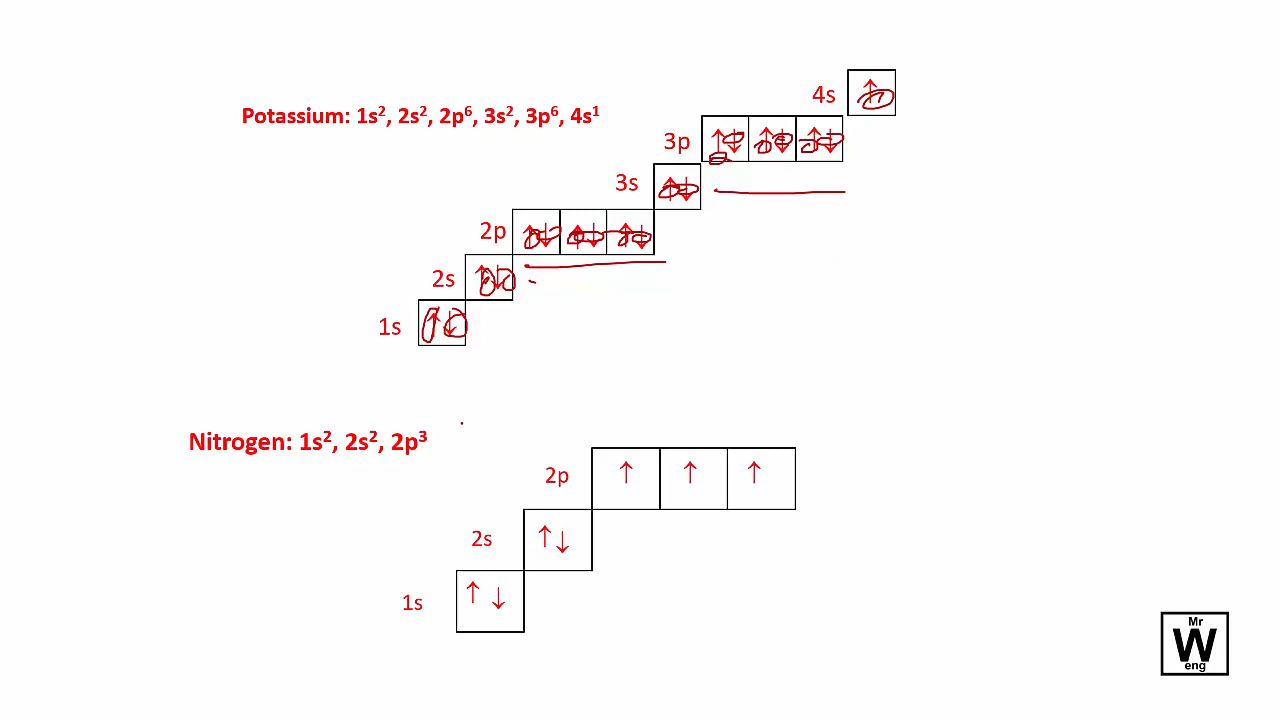 4s
Potassium: 1s², 2s², 2p⁶, 3s², 3p⁶, 4s¹
3p
3s
2p
2s
1s
Nitrogen: 1s², 2s², 2p³
2p
2s
1s
Mr
W
eng